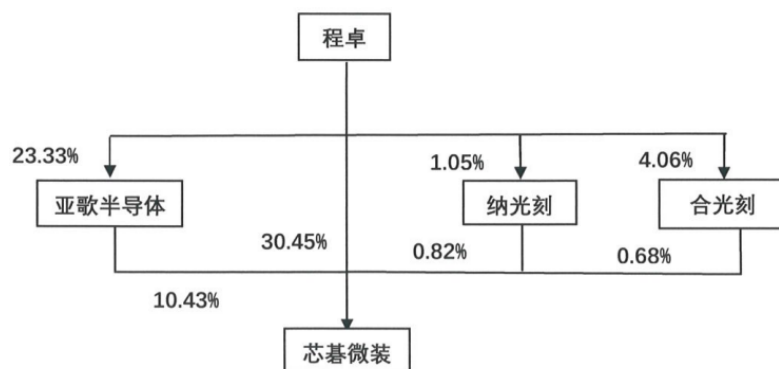 程卓
23.33%
1.05%
4.06%
亚歌半导体
纳光刻
合光刻
30.45%
0.82%
0.68%
10.43%
芯碁微装